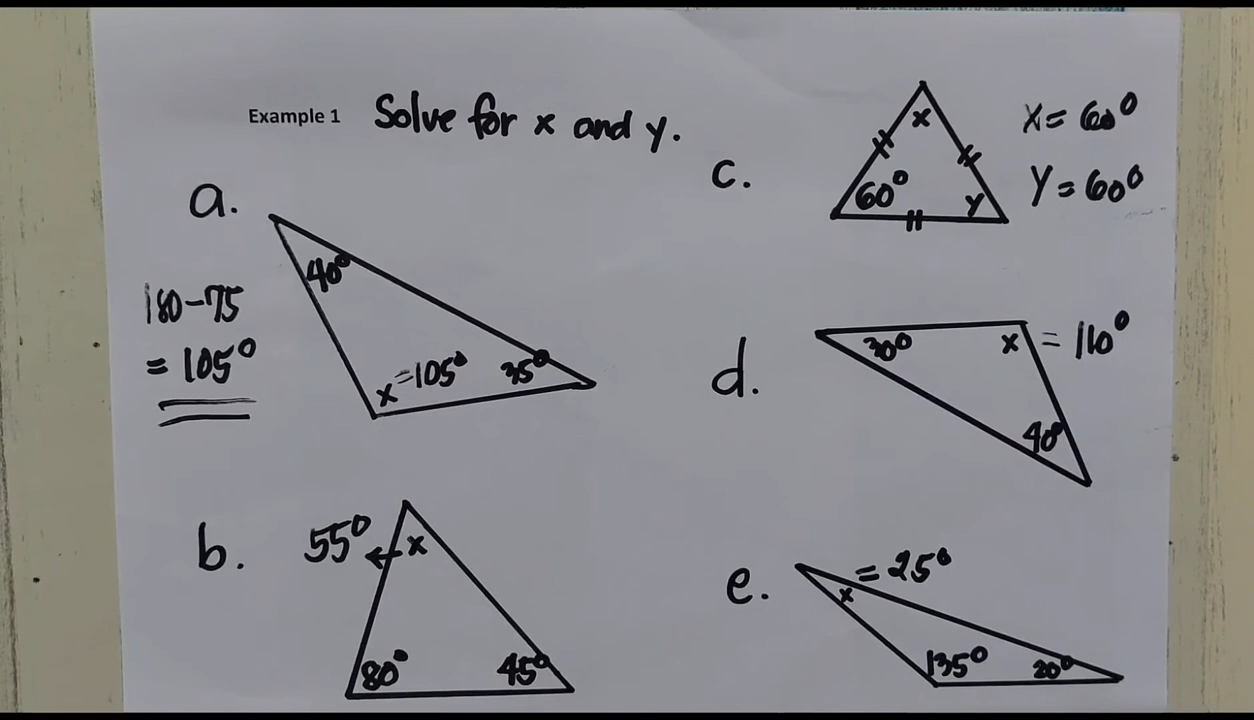 Example 1 Solve for x and y.
a.
40°
180-75
= 105°
x =105°
35°
b.
55°
x
80°
45°
c.
x
60°
y
X = 60°
Y = 60°
d.
30°
x = 110°
40°
e.
x = 25°
135°
20°